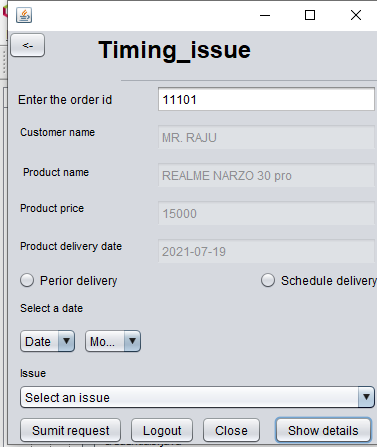 <-
Timing_issue
Enter the order id 11101
Customer name MR. RAJU
Product name REALME NARZO 30 pro
Product price 15000
Product delivery date 2021-07-19
Perior delivery Schedule delivery
Select a date
Date Mo...
Issue
Select an issue
Sumit request Logout Close Show details